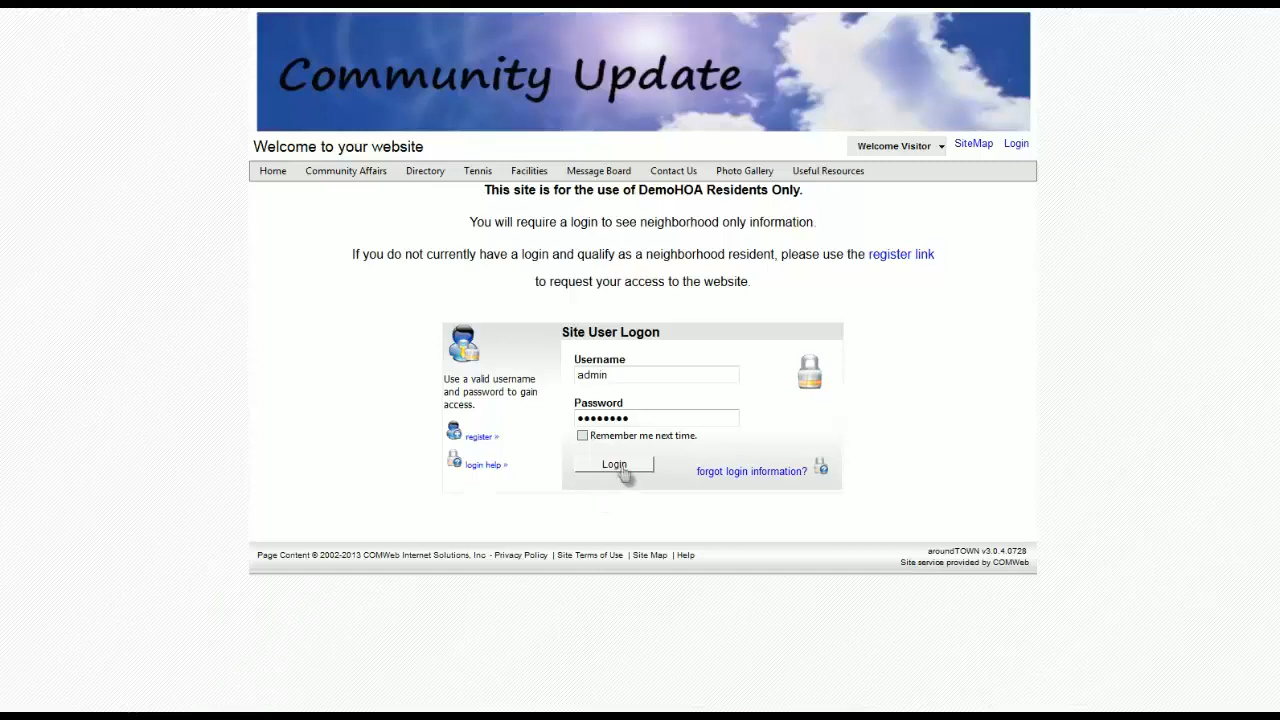 Community Update
Welcome to your website
Welcome Visitor
SiteMap
Login
Home Community Affairs Directory Tennis Facilities Message Board Contact Us Photo Gallery Useful Resources
This site is for the use of DemoHOA Residents Only.
You will require a login to see neighborhood only information.
If you do not currently have a login and qualify as a neighborhood resident, please use the register link
to request your access to the website.
Site User Logon
Use a valid username
and password to gain
access.
register »
login help »
Username
admin
Password
••••••••
Remember me next time.
Login
forgot login information?
Page Content © 2002-2013 COMWeb Internet Solutions, Inc - Privacy Policy | Site Terms of Use | Site Map | Help
aroundTOWN v3.0.4.0728
Site service provided by COMWeb